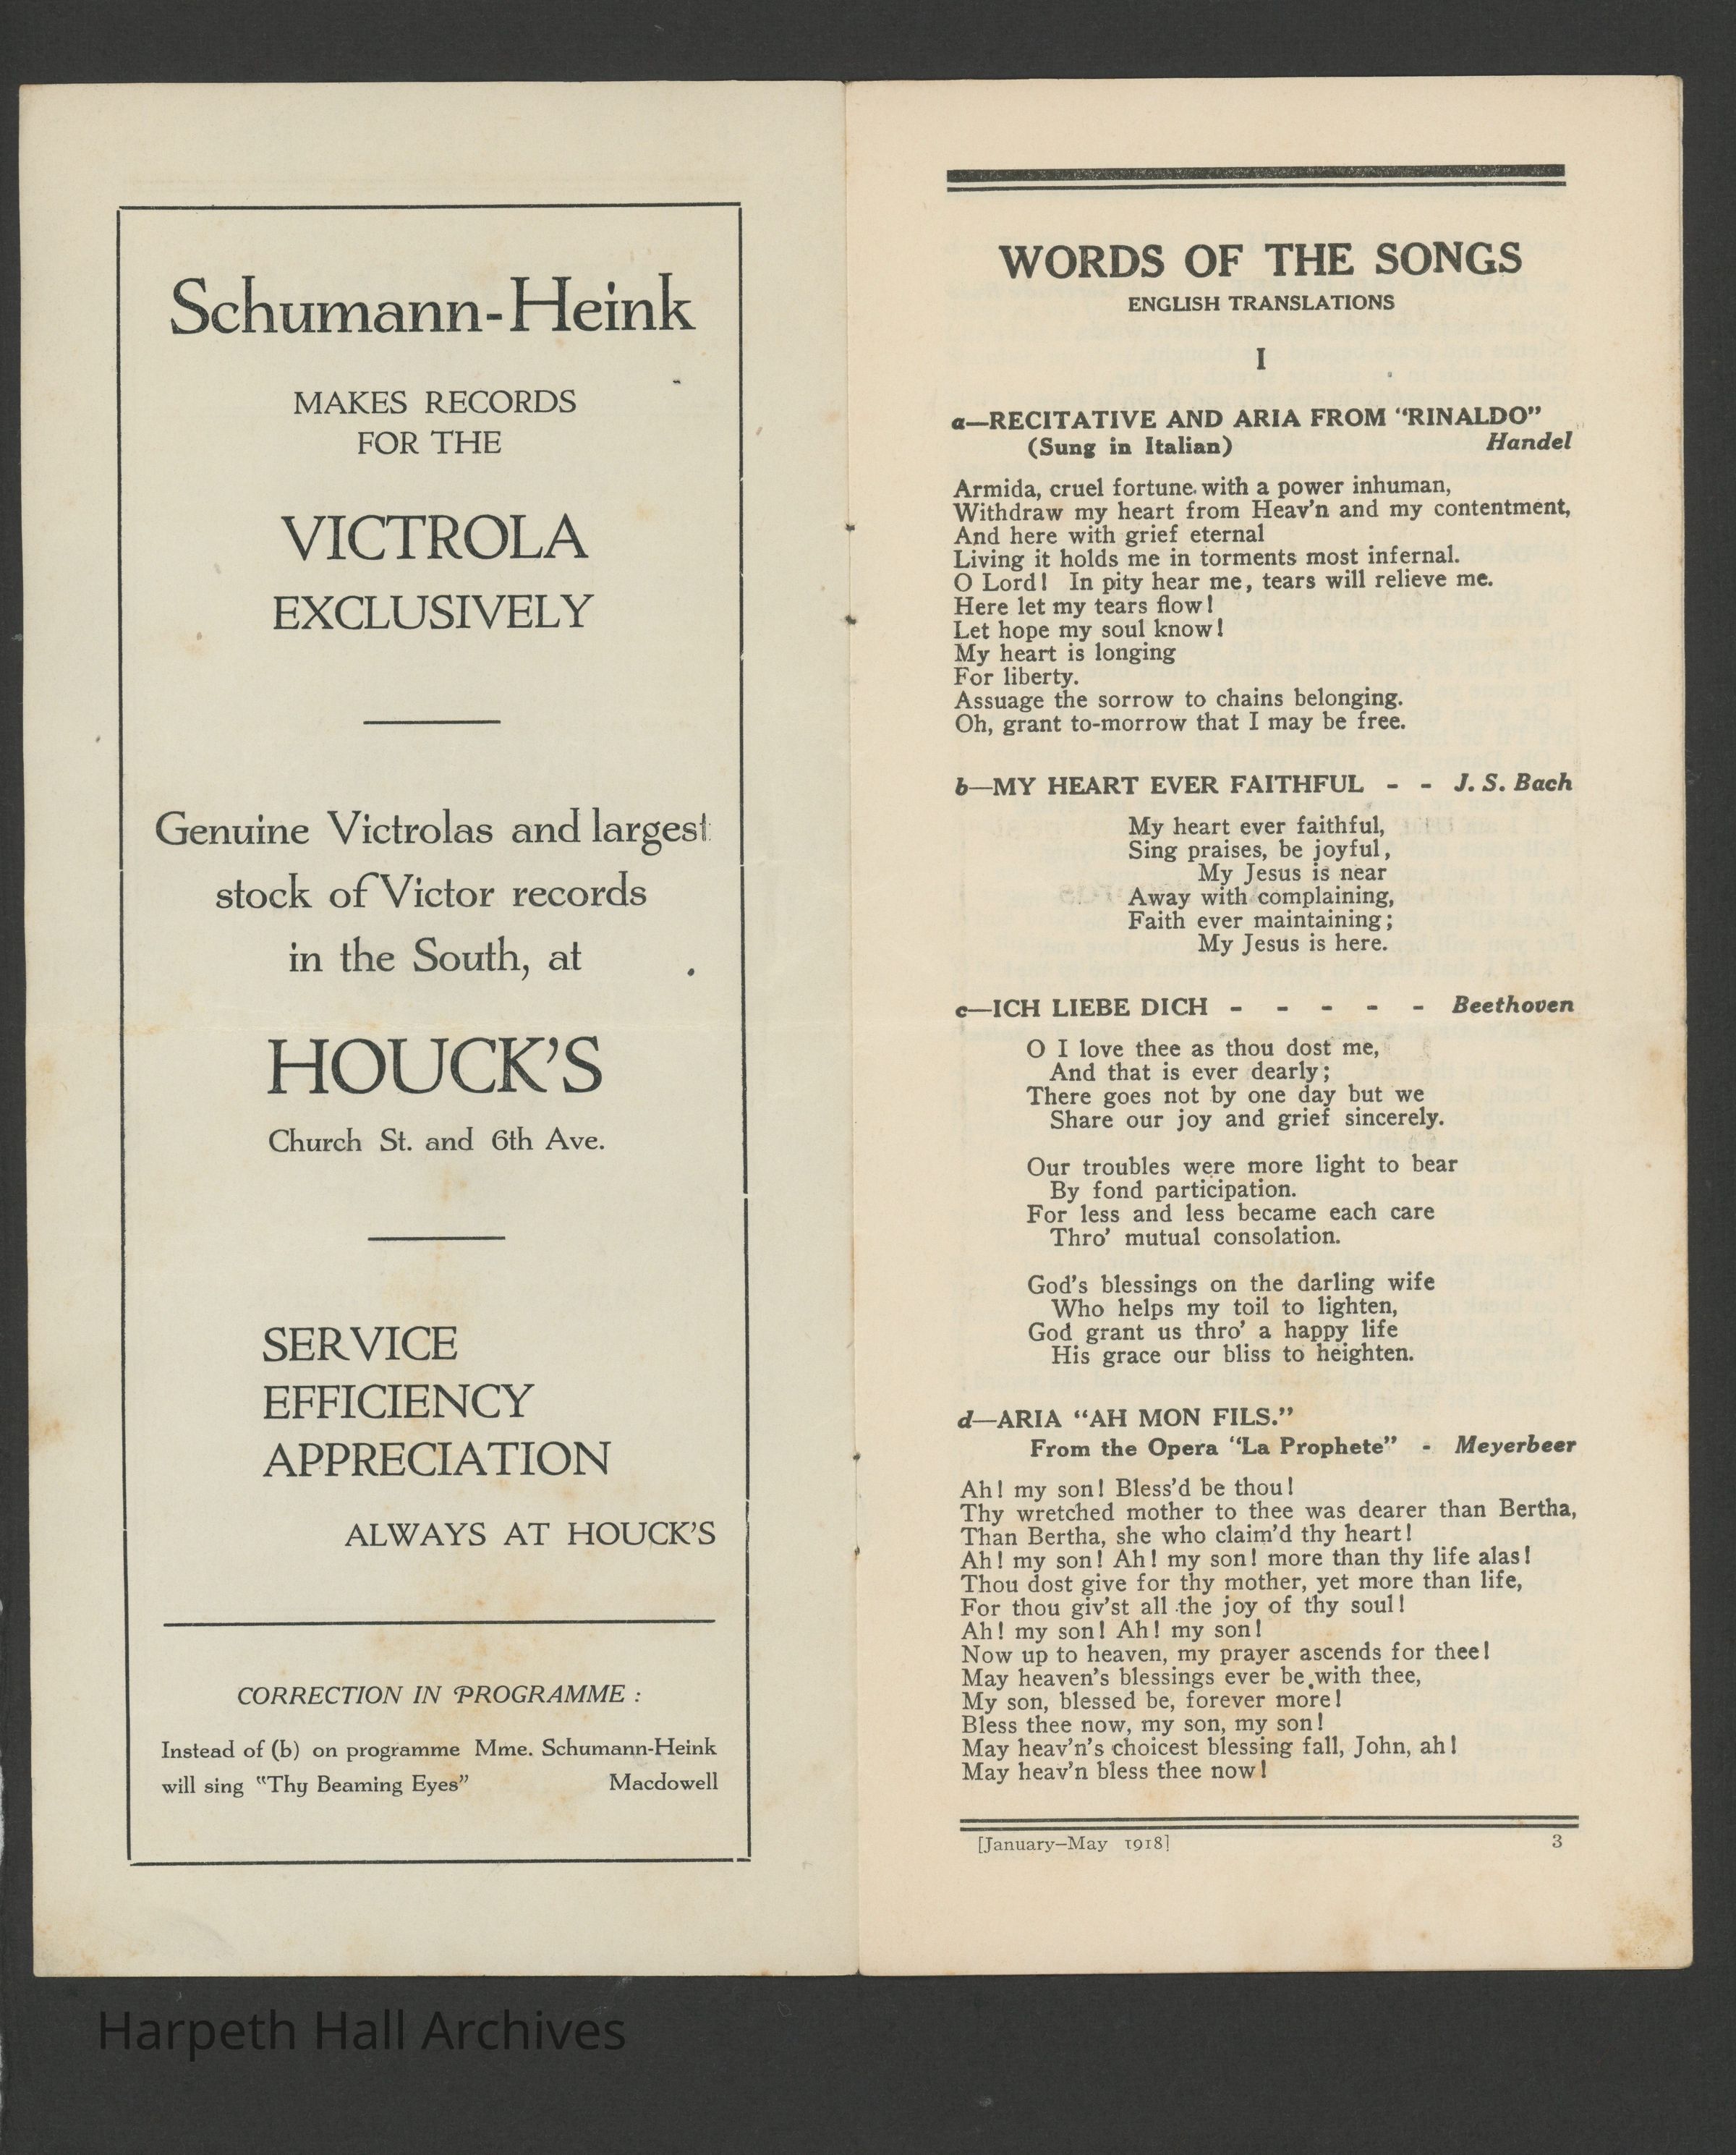 Schumann-Heink
MAKES RECORDS
FOR THE
VICTROLA
EXCLUSIVELY
Genuine Victrolas and largest
stock of Victor records
in the South, at
HOUCK'S
Church St. and 6th Ave.
SERVICE
EFFICIENCY
APPRECIATION
ALWAYS AT HOUCK'S
CORRECTION IN PROGRAMME :
Instead of (b) on programme Mme. Schumann-Heink
will sing "Thy Beaming Eyes" Macdowell
WORDS OF THE SONGS
ENGLISH TRANSLATIONS
I
a—RECITATIVE AND ARIA FROM "RINALDO"
(Sung in Italian) Handel
Armida, cruel fortune with a power inhuman,
Withdraw my heart from Heav'n and my contentment,
And here with grief eternal
Living it holds me in torments most infernal.
O Lord! In pity hear me, tears will relieve me.
Here let my tears flow!
Let hope my soul know!
My heart is longing
For liberty.
Assuage the sorrow to chains belonging.
Oh, grant to-morrow that I may be free.
b—MY HEART EVER FAITHFUL - - J. S. Bach
My heart ever faithful,
Sing praises, be joyful,
My Jesus is near
Away with complaining,
Faith ever maintaining;
My Jesus is here.
c—ICH LIEBE DICH - - - - - Beethoven
O I love thee as thou dost me,
And that is ever dearly;
There goes not by one day but we
Share our joy and grief sincerely.
Our troubles were more light to bear
By fond participation.
For less and less became each care
Thro' mutual consolation.
God's blessings on the darling wife
Who helps my toil to lighten,
God grant us thro' a happy life
His grace our bliss to heighten.
d—ARIA "AH MON FILS."
From the Opera "La Prophete" - Meyerbeer
Ah! my son! Bless'd be thou!
Thy wretched mother to thee was dearer than Bertha,
Than Bertha, she who claim'd thy heart!
Ah! my son! Ah! my son! more than thy life alas!
Thou dost give for thy mother, yet more than life,
For thou giv'st all the joy of thy soul!
Ah! my son! Ah! my son!
Now up to heaven, my prayer ascends for thee!
May heaven's blessings ever be with thee,
My son, blessed be, forever more!
Bless thee now, my son, my son!
May heav'n's choicest blessing fall, John, ah!
May heav'n bless thee now!
[January–May 1918] 3
Harpeth Hall Archives